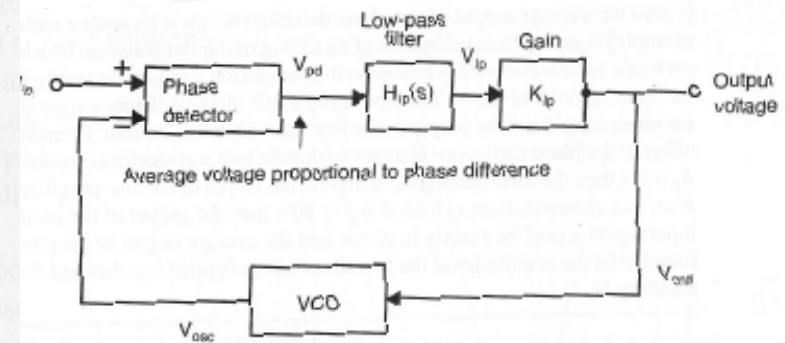 Low-pass
filter
Gain
+
Phase
detector
V_pd
H_lp(s)
V_lp
K_lp
Output
voltage
Average voltage proportional to phase difference
V_cntl
VCO
V_osc